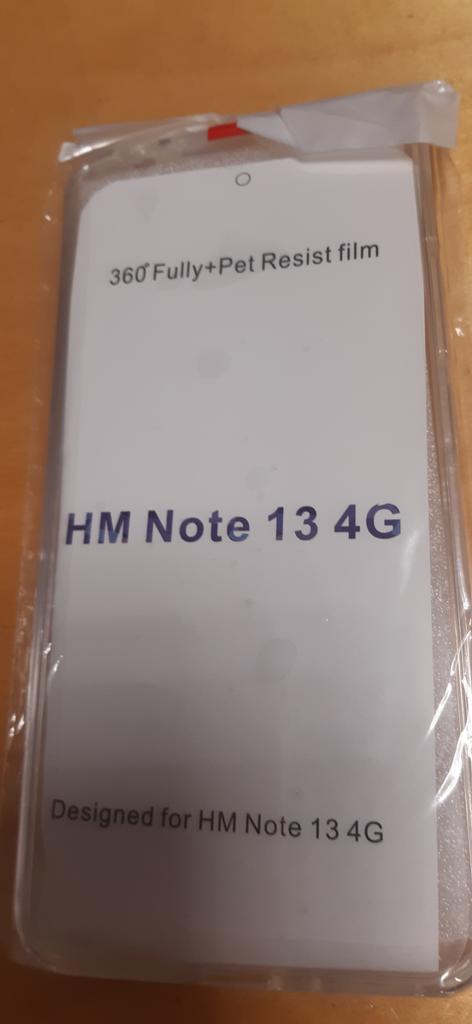 360°Fully+Pet Resist film
HM Note 13 4G
Designed for HM Note 13 4G